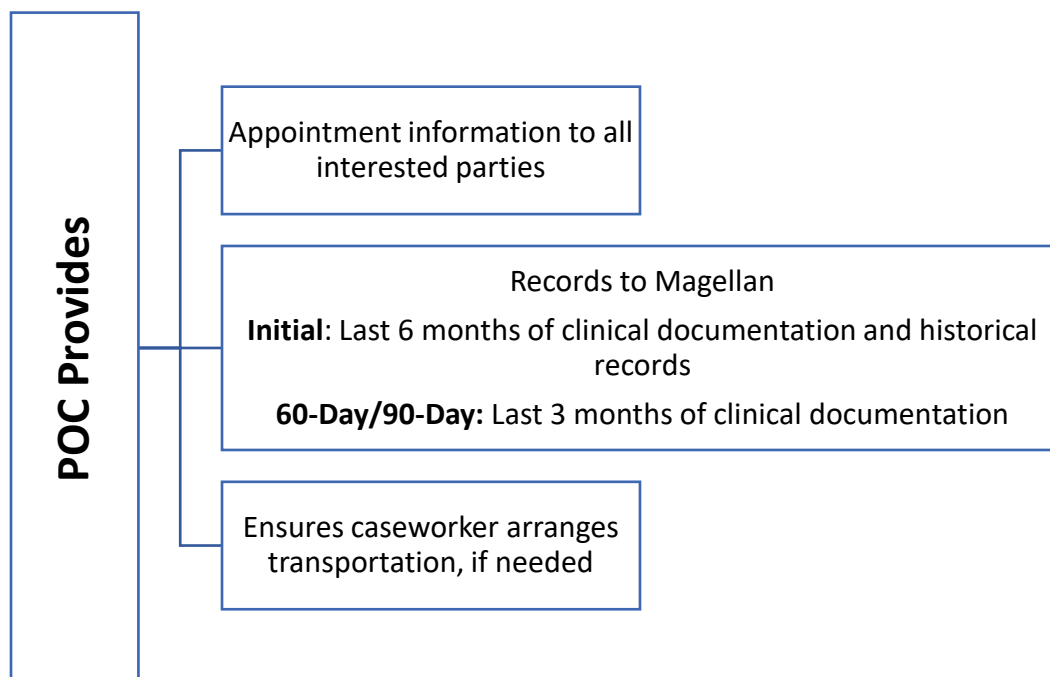 POC Provides
Appointment information to all
interested parties
Records to Magellan
Initial: Last 6 months of clinical documentation and historical
records
60-Day/90-Day: Last 3 months of clinical documentation
Ensures caseworker arranges
transportation, if needed